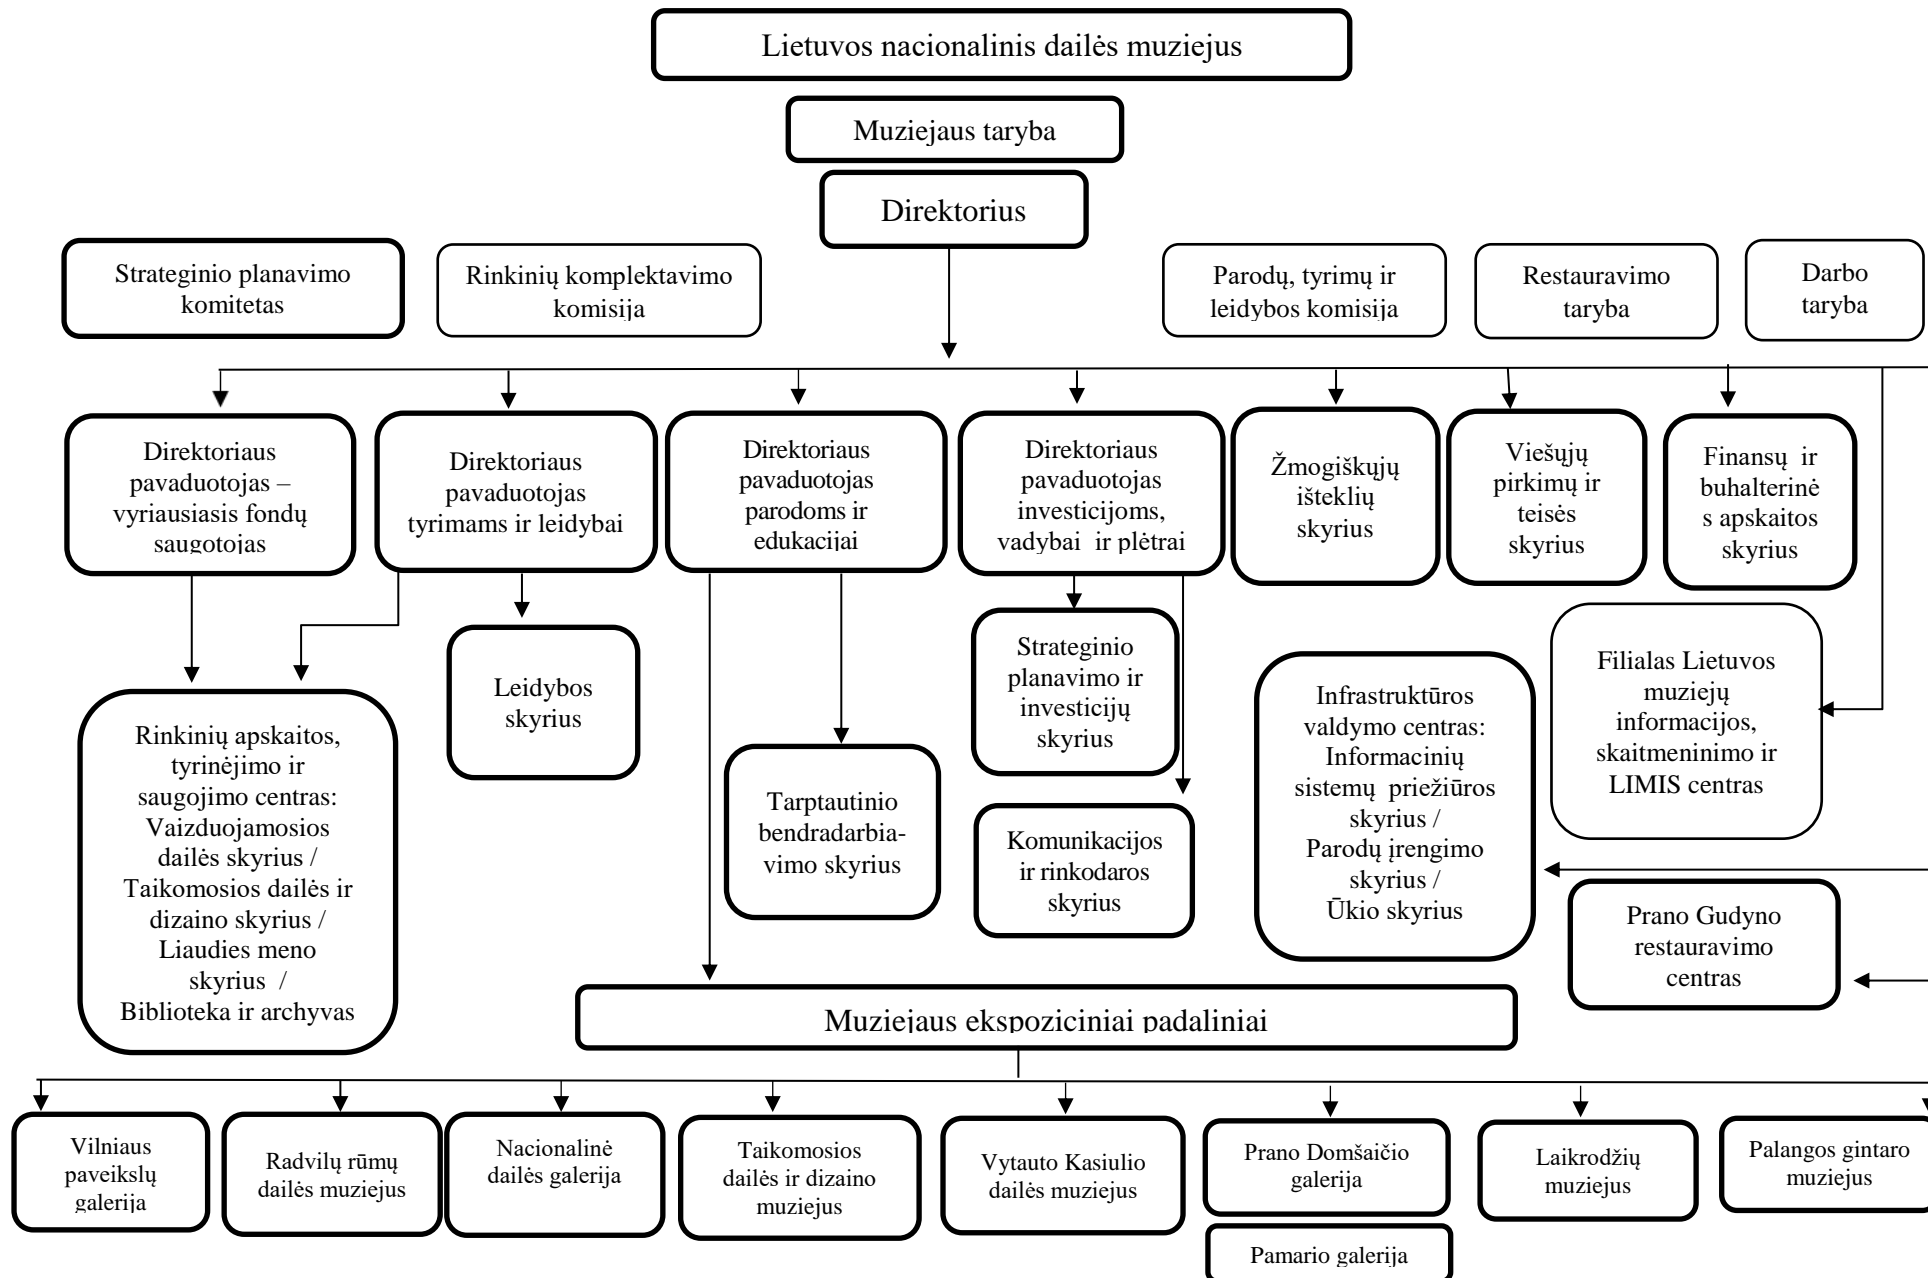 Lietuvos nacionalinis dailės muziejus
Muziejaus taryba
Direktorius
Strateginio planavimo
komitetas
Rinkinių komplektavimo
komisija
Parodų, tyrimų ir
leidybos komisija
Restauravimo
taryba
Darbo
taryba
Direktoriaus
pavaduotojas –
vyriausiasis fondų
saugotojas
Direktoriaus
pavaduotojas
tyrimams ir leidybai
Direktoriaus
pavaduotojas
parodoms ir
edukacijai
Direktoriaus
pavaduotojas
investicijoms,
vadybai ir plėtrai
Žmogiškųjų
išteklių
skyrius
Viešųjų
pirkimų ir
teisės
skyrius
Finansų ir
buhalterinė
s apskaitos
skyrius
Leidybos
skyrius
Strateginio
planavimo ir
investicijų
skyrius
Infrastruktūros
valdymo centras:
Informacinių
sistemų priežiūros
skyrius /
Parodų įrengimo
skyrius /
Ūkio skyrius
Filialas Lietuvos
muziejų
informacijos,
skaitmeninimo ir
LIMIS centras
Rinkinių apskaitos,
tyrinėjimo ir
saugojimo centras:
Vaizduojamosios
dailės skyrius /
Taikomosios dailės ir
dizaino skyrius /
Liaudies meno
skyrius /
Biblioteka ir archyvas
Tarptautinio
bendradarbia-
vimo skyrius
Komunikacijos
ir rinkodaros
skyrius
Prano Gudyno
restauravimo
centras
Muziejaus ekspoziciniai padaliniai
Vilniaus
paveikslų
galerija
Radvilų rūmų
dailės muziejus
Nacionalinė
dailės galerija
Taikomosios
dailės ir dizaino
muziejus
Vytauto Kasiulio
dailės muziejus
Prano Domšaičio
galerija
Laikrodžių
muziejus
Palangos gintaro
muziejus
Pamario galerija